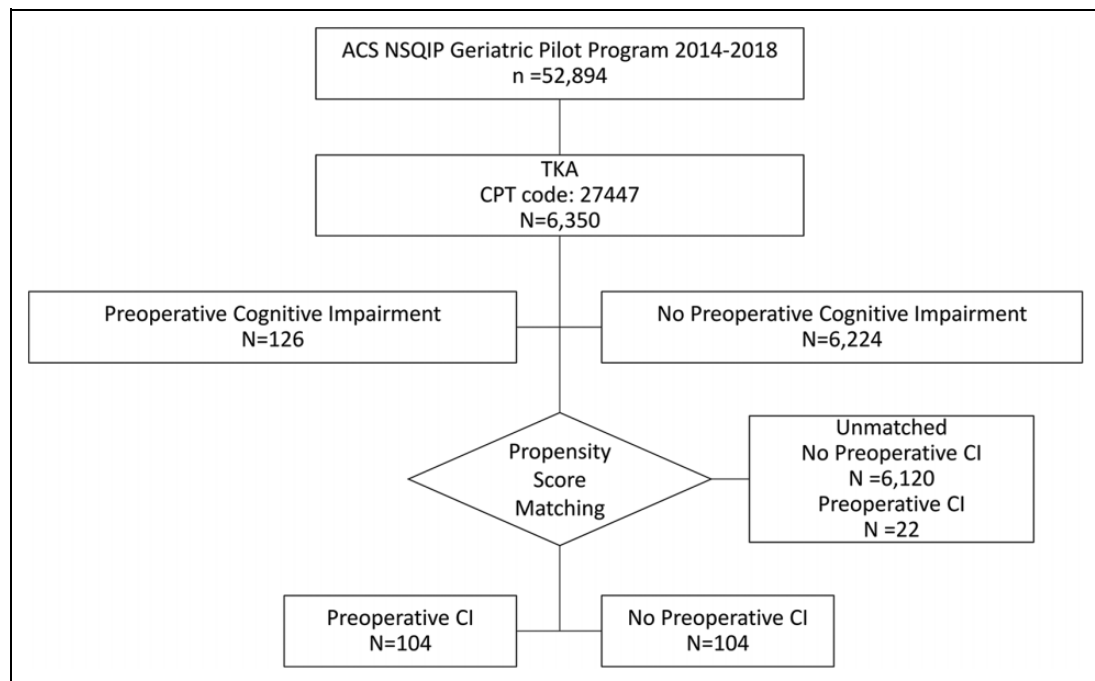 ACS NSQIP Geriatric Pilot Program 2014-2018
n =52,894
TKA
CPT code: 27447
N=6,350
Preoperative Cognitive Impairment
N=126
No Preoperative Cognitive Impairment
N=6,224
Propensity
Score
Matching
Unmatched
No Preoperative CI
N =6,120
Preoperative CI
N =22
Preoperative CI
N=104
No Preoperative CI
N=104